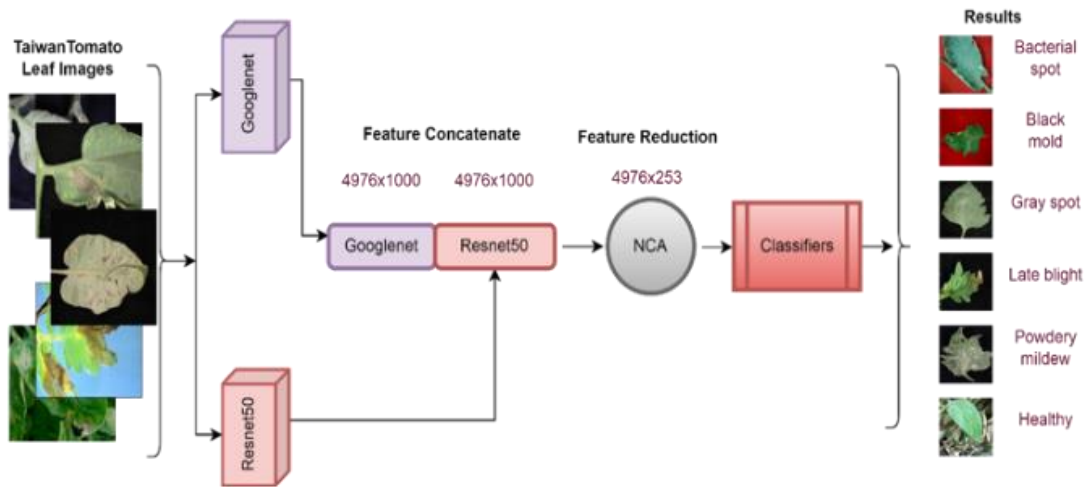 TaiwanTomato
Leaf Images
Googlenet
Resnet50
Feature Concatenate
4976x1000
4976x1000
Googlenet
Resnet50
Feature Reduction
4976x253
NCA
Classifiers
Results
Bacterial
spot
Black
mold
Gray spot
Late blight
Powdery
mildew
Healthy